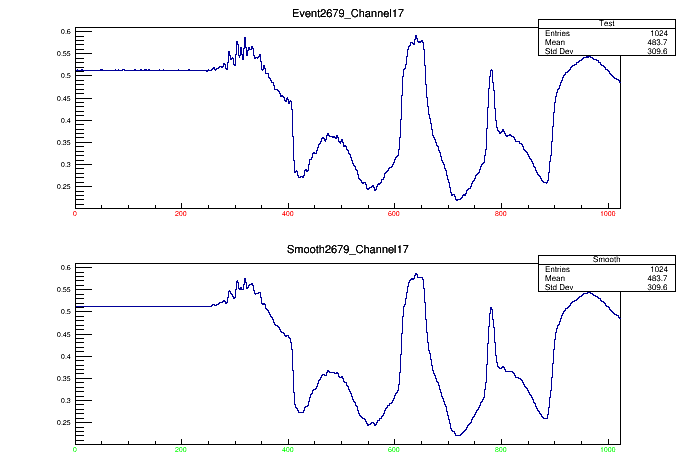 Event2679_Channel17
Test
Entries 1024
Mean 483.7
Std Dev 309.6
0.6
0.55
0.5
0.45
0.4
0.35
0.3
0.25
0 200 400 600 800 1000
Smooth2679_Channel17
Smooth
Entries 1024
Mean 483.7
Std Dev 309.6
0.6
0.55
0.5
0.45
0.4
0.35
0.3
0.25
0 200 400 600 800 1000